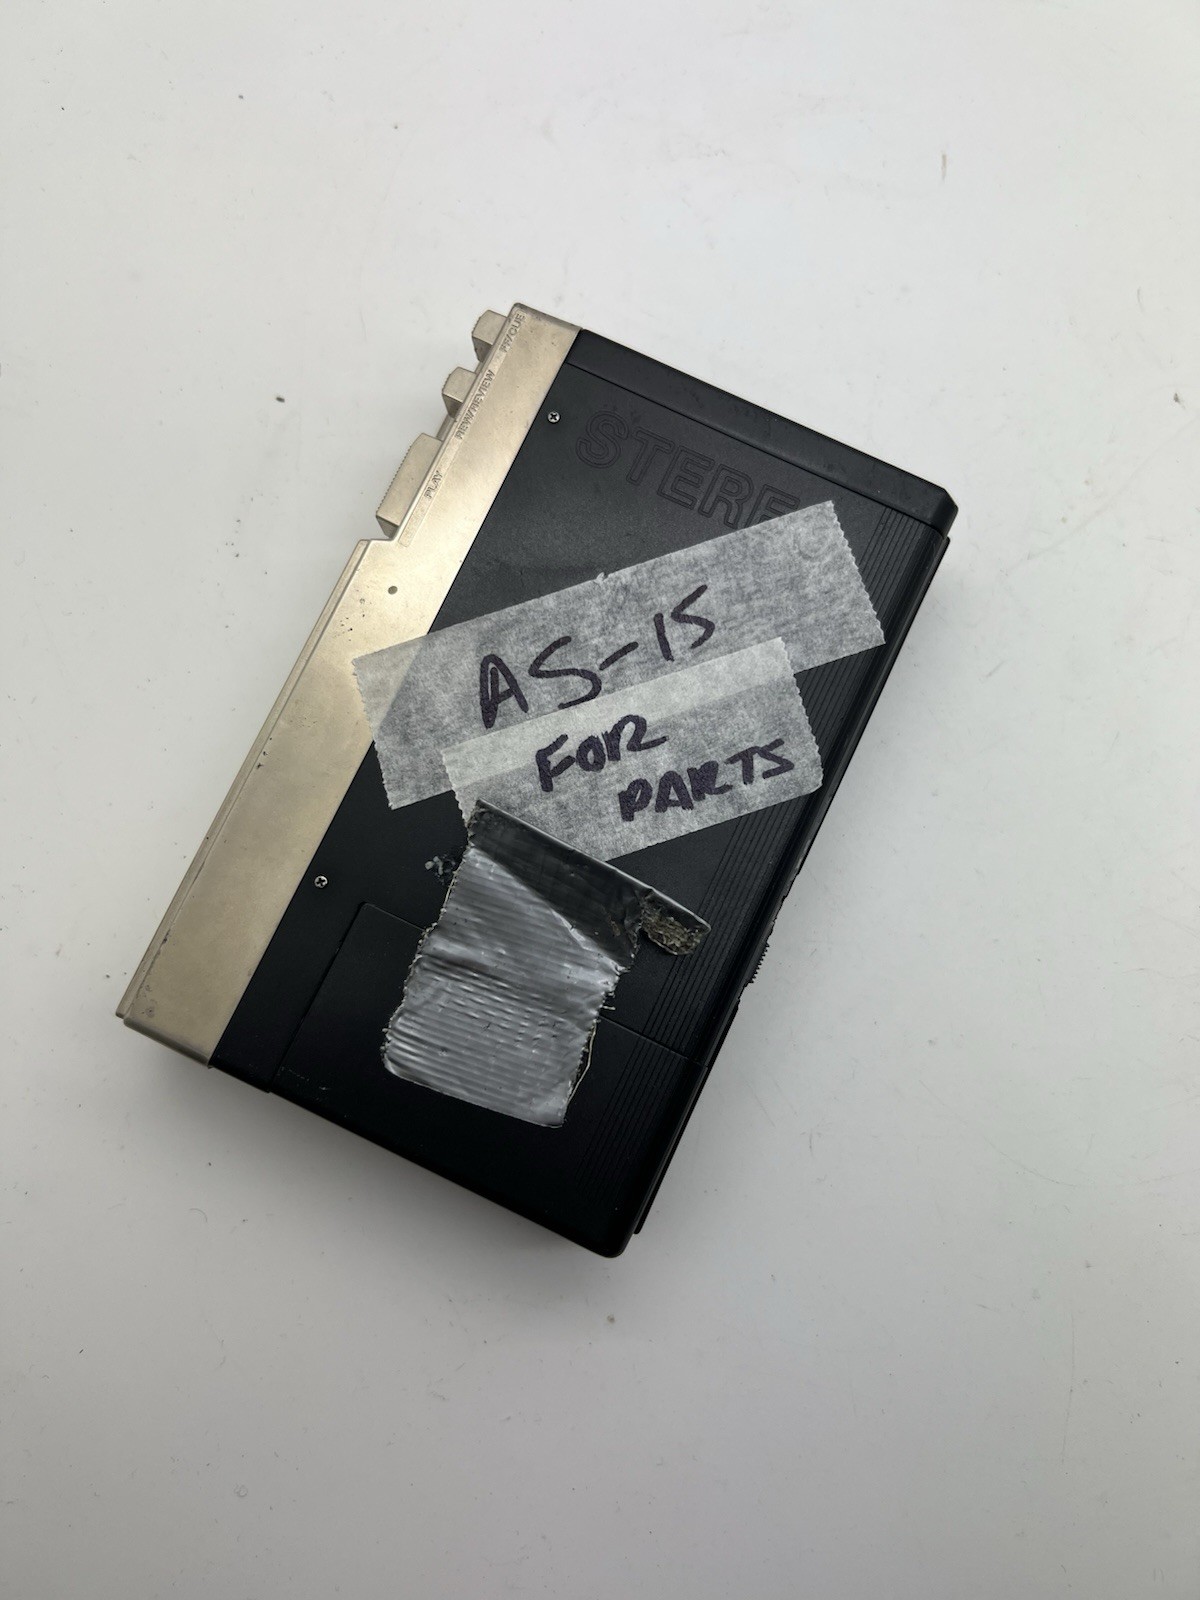 FF/CUE
REW/REVIEW
PLAY
STERE
AS-15
FOR
PARTS